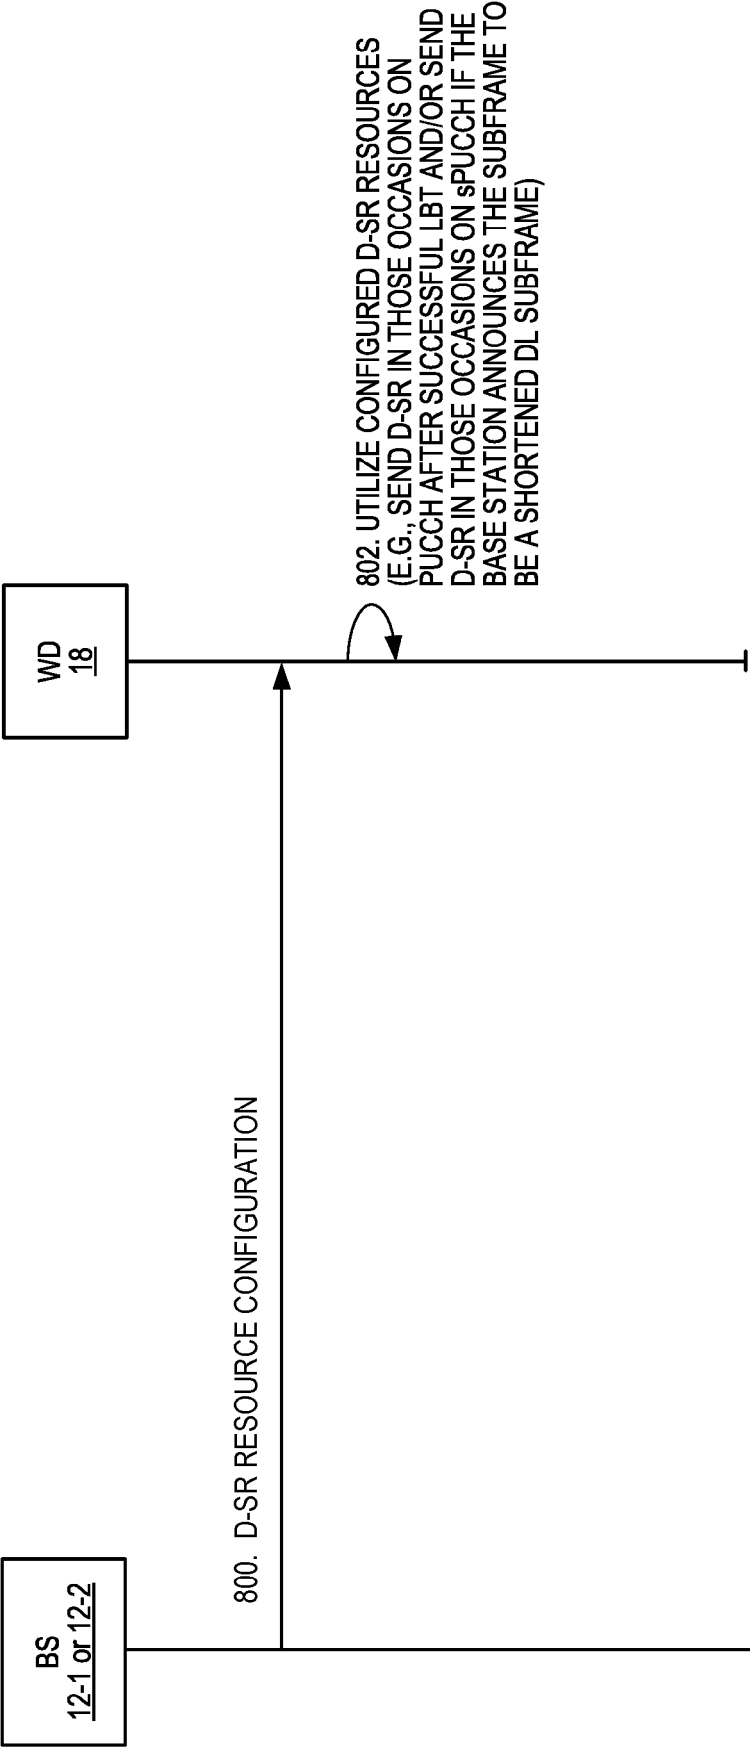 BS
12-1 or 12-2
WD
18
800. D-SR RESOURCE CONFIGURATION
802. UTILIZE CONFIGURED D-SR RESOURCES
(E.G., SEND D-SR IN THOSE OCCASIONS ON
PUCCH AFTER SUCCESSFUL LBT AND/OR SEND
D-SR IN THOSE OCCASIONS ON sPUCCH IF THE
BASE STATION ANNOUNCES THE SUBFRAME TO
BE A SHORTENED DL SUBFRAME)